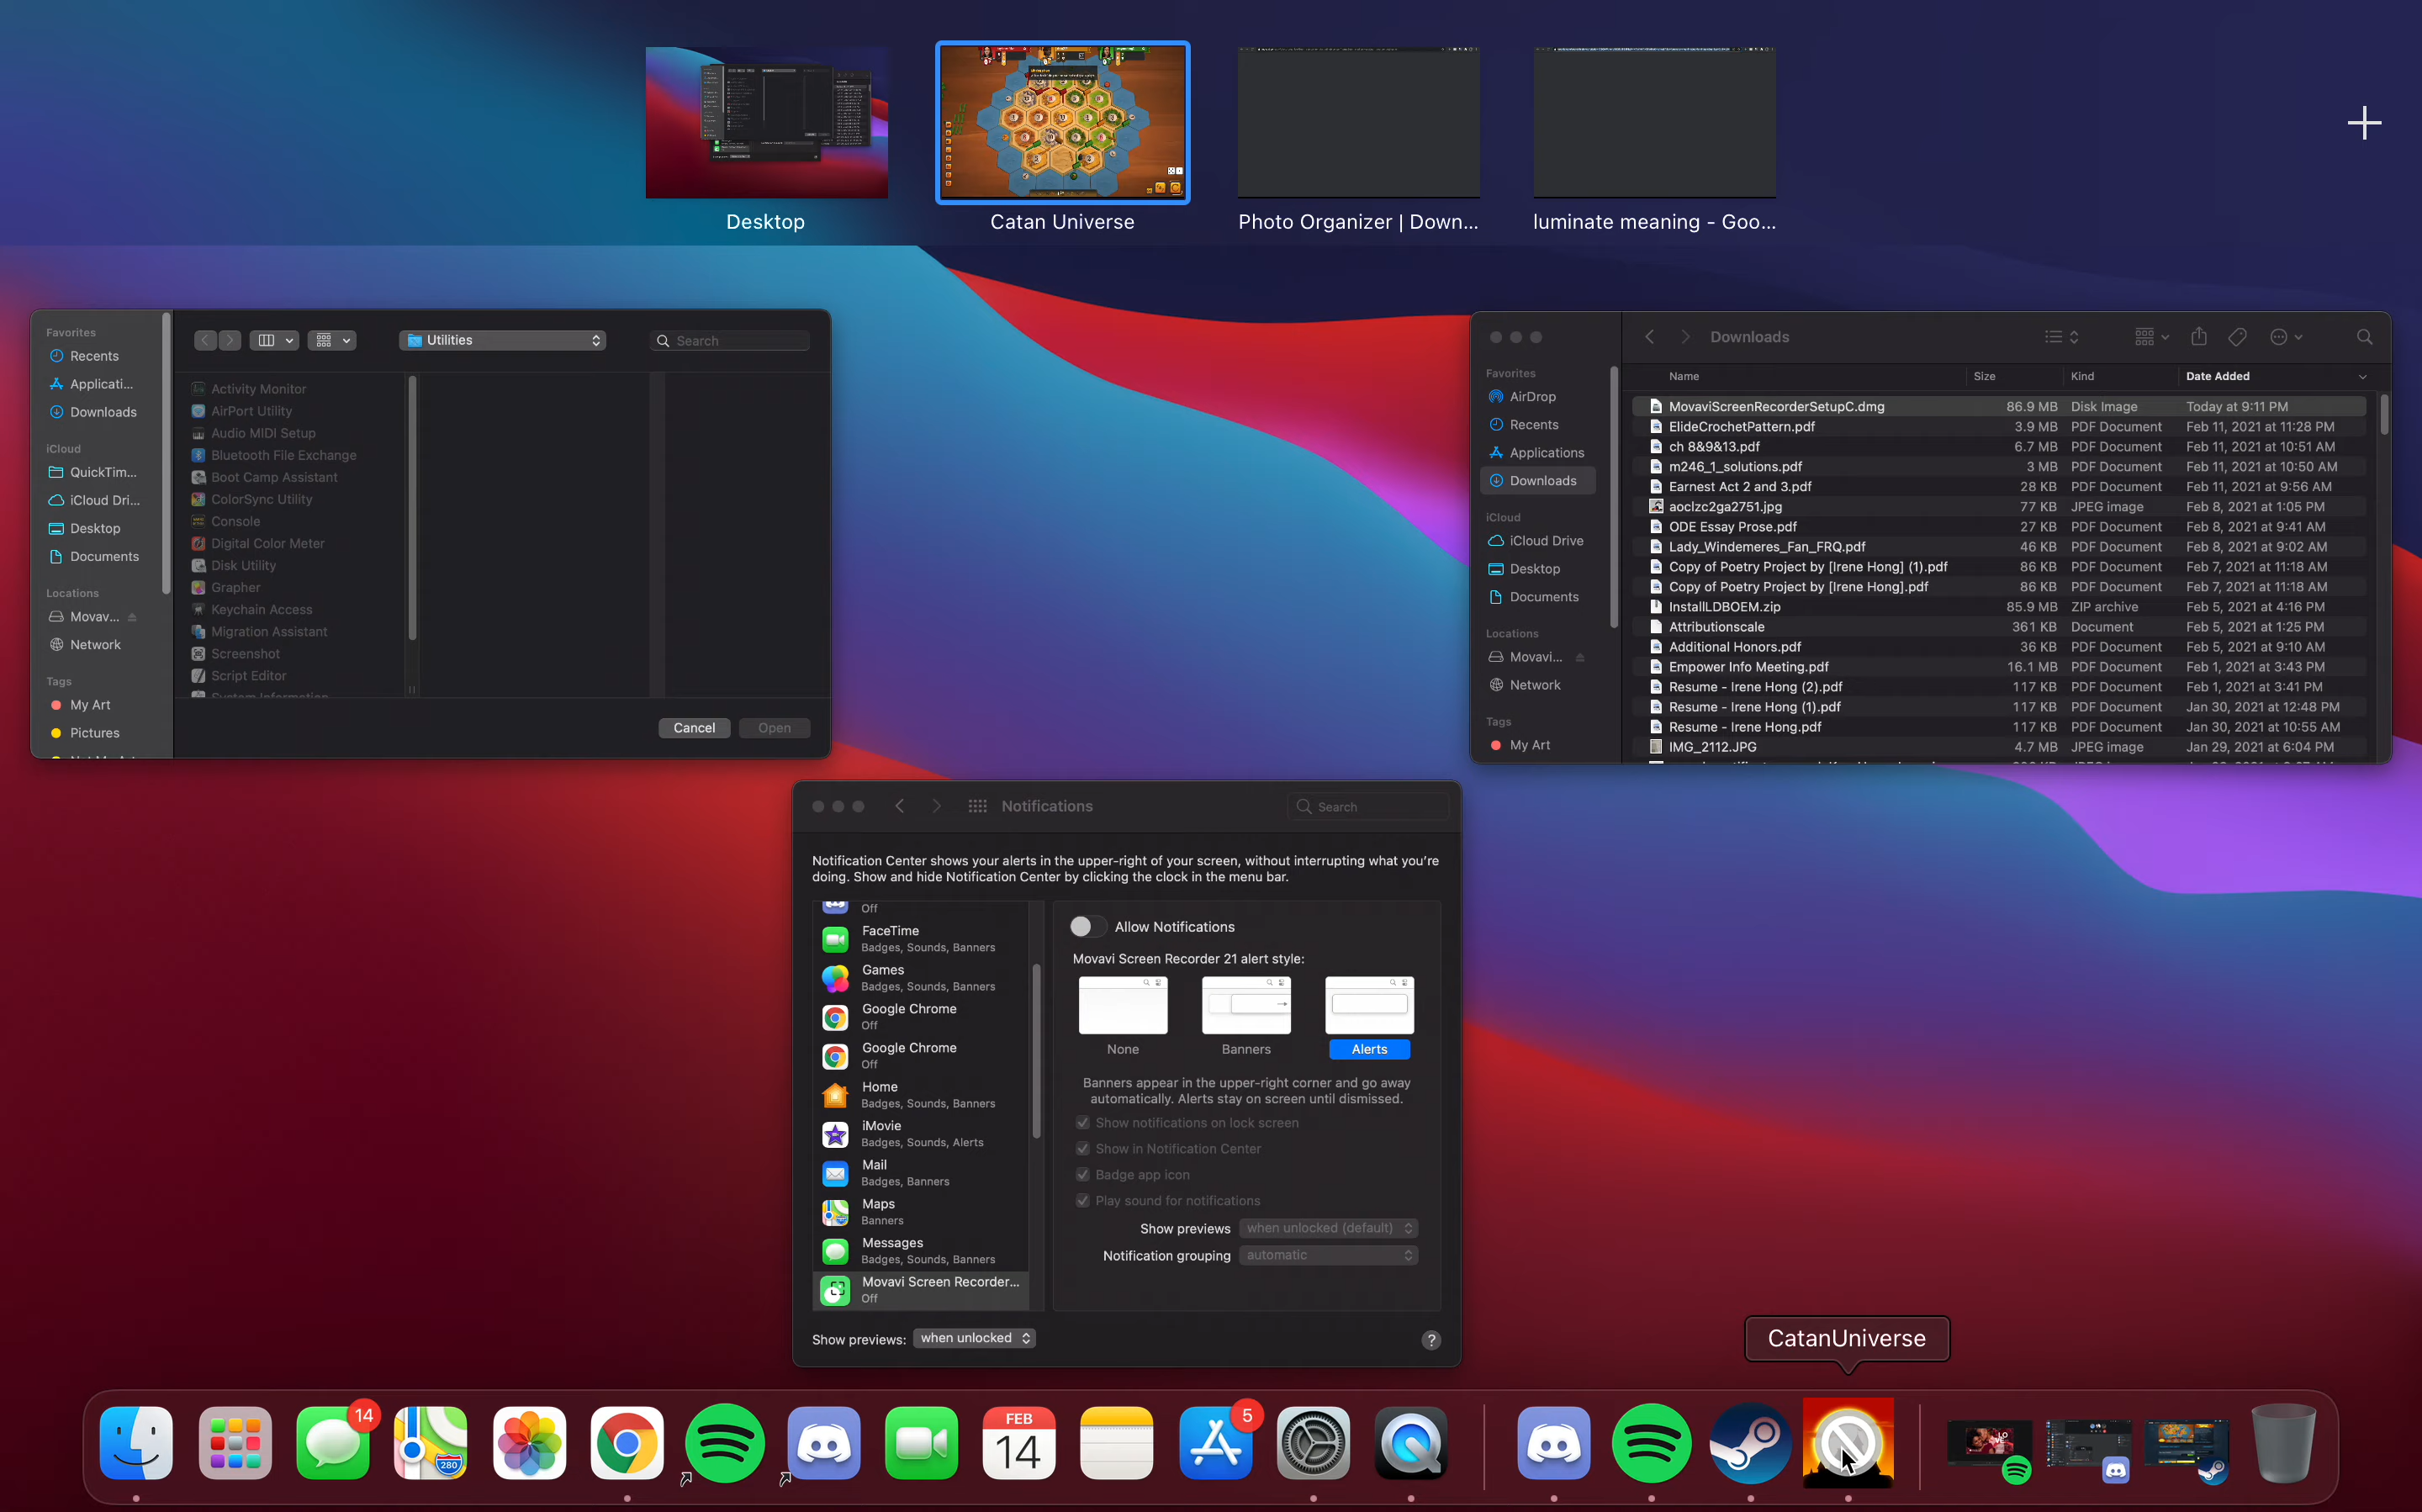 Desktop
Catan Universe
Photo Organizer | Down...
luminate meaning - Goo...
Favorites
Recents
Applicati...
Downloads
iCloud
QuickTim...
iCloud Dri...
Desktop
Documents
Locations
Movav...
Network
Tags
My Art
Pictures
Utilities
Search
Activity Monitor
AirPort Utility
Audio MIDI Setup
Bluetooth File Exchange
Boot Camp Assistant
ColorSync Utility
Console
Digital Color Meter
Disk Utility
Grapher
Keychain Access
Migration Assistant
Screenshot
Script Editor
System Information
Cancel
Open
Favorites
AirDrop
Recents
Applications
Downloads
iCloud
iCloud Drive
Desktop
Documents
Locations
Movavi...
Network
Tags
My Art
Downloads
Name Size Kind Date Added
MovaviScreenRecorderSetupC.dmg 86.9 MB Disk Image Today at 9:11 PM
ElideCrochetPattern.pdf 3.9 MB PDF Document Feb 11, 2021 at 11:28 PM
ch 8&9&13.pdf 6.7 MB PDF Document Feb 11, 2021 at 10:51 AM
m246_1_solutions.pdf 3 MB PDF Document Feb 11, 2021 at 10:50 AM
Earnest Act 2 and 3.pdf 28 KB PDF Document Feb 11, 2021 at 9:56 AM
aoclzc2ga2751.jpg 77 KB JPEG image Feb 8, 2021 at 1:05 PM
ODE Essay Prose.pdf 27 KB PDF Document Feb 8, 2021 at 9:41 AM
Lady_Windemeres_Fan_FRQ.pdf 46 KB PDF Document Feb 8, 2021 at 9:02 AM
Copy of Poetry Project by [Irene Hong] (1).pdf 86 KB PDF Document Feb 7, 2021 at 11:18 AM
Copy of Poetry Project by [Irene Hong].pdf 86 KB PDF Document Feb 7, 2021 at 11:18 AM
InstallLDBOEM.zip 85.9 MB ZIP archive Feb 5, 2021 at 4:16 PM
Attributionscale 361 KB Document Feb 5, 2021 at 1:25 PM
Additional Honors.pdf 36 KB PDF Document Feb 5, 2021 at 9:10 AM
Empower Info Meeting.pdf 16.1 MB PDF Document Feb 1, 2021 at 3:43 PM
Resume - Irene Hong (2).pdf 117 KB PDF Document Feb 1, 2021 at 3:41 PM
Resume - Irene Hong (1).pdf 117 KB PDF Document Jan 30, 2021 at 12:48 PM
Resume - Irene Hong.pdf 117 KB PDF Document Jan 30, 2021 at 10:55 AM
IMG_2112.JPG 4.7 MB JPEG image Jan 29, 2021 at 6:04 PM
Notifications
Search
Notification Center shows your alerts in the upper-right of your screen, without interrupting what you're
doing. Show and hide Notification Center by clicking the clock in the menu bar.
Off
FaceTime
Badges, Sounds, Banners
Games
Badges, Sounds, Banners
Google Chrome
Off
Google Chrome
Off
Home
Badges, Sounds, Banners
iMovie
Badges, Sounds, Alerts
Mail
Badges, Banners
Maps
Banners
Messages
Badges, Sounds, Banners
Movavi Screen Recorder...
Off
Allow Notifications
Movavi Screen Recorder 21 alert style:
None
Banners
Alerts
Banners appear in the upper-right corner and go away
automatically. Alerts stay on screen until dismissed.
Show notifications on lock screen
Show in Notification Center
Badge app icon
Play sound for notifications
Show previews when unlocked (default)
Notification grouping automatic
Show previews: when unlocked
?
CatanUniverse
14
280
FEB
14
5
LO
VE